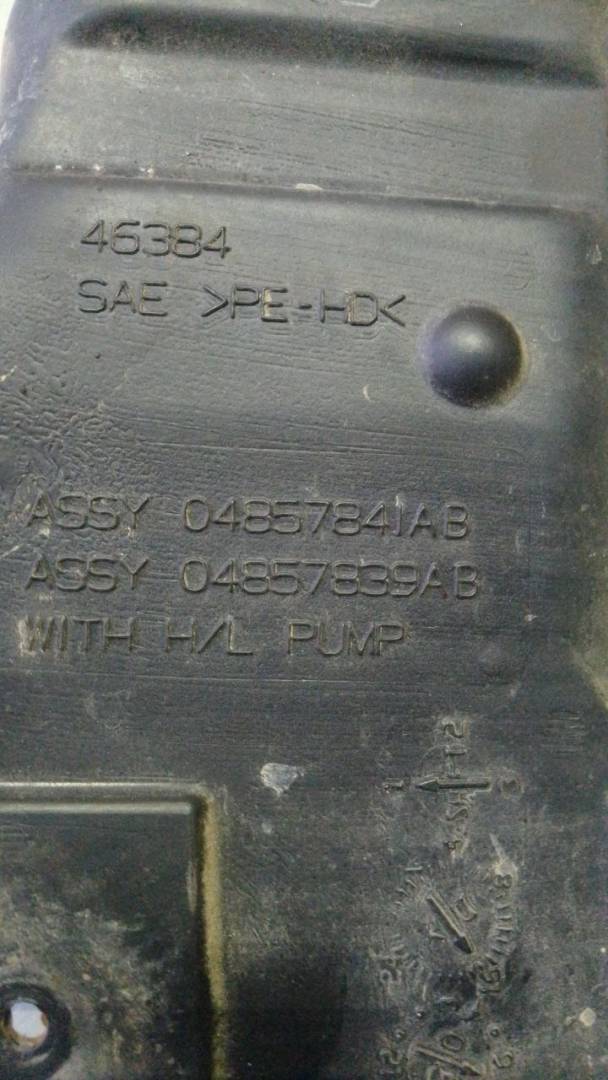 46384
SAE >PE-HD<
ASSY 04857841AB
ASSY 04857839AB
WITH H/L PUMP